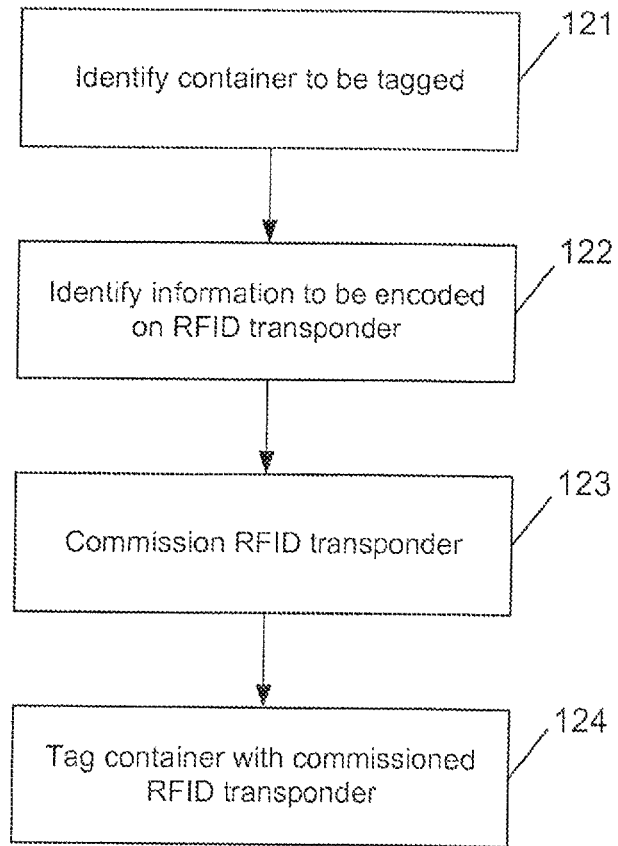 121
Identify container to be tagged
122
Identify information to be encoded
on RFID transponder
123
Commission RFID transponder
124
Tag container with commissioned
RFID transponder